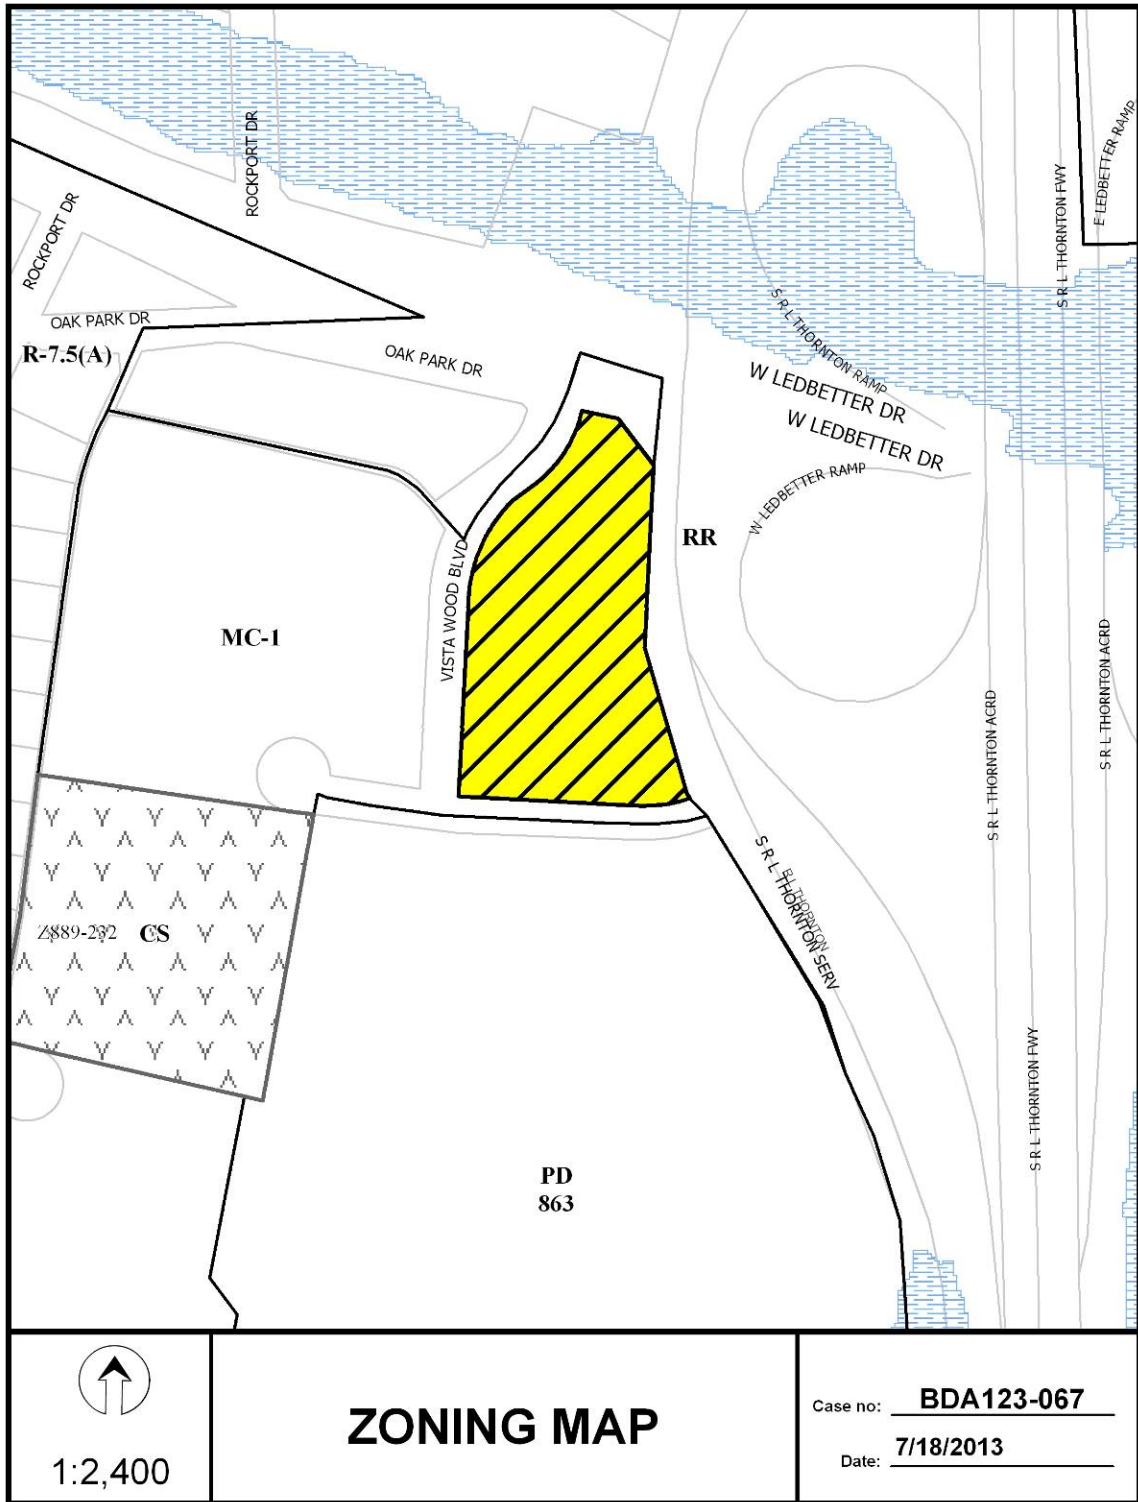 ROCKPORT DR
ROCKPORT DR
E LEDBETTER RAMP
S R L THORNTON FWY
OAK PARK DR
R-7.5(A)
OAK PARK DR
S R L THORNTON RAMP
W LEDBETTER DR
W LEDBETTER DR
W LEDBETTER RAMP
RR
VISTA WOOD BLVD
MC-1
S R L THORNTON ACRD
S R L THORNTON ACRD
S R L THORNTON SERV
R L THORNTON
Z889-232
CS
S R L THORNTON FWY
PD
863
1:2,400
ZONING MAP
Case no: BDA123-067
Date: 7/18/2013